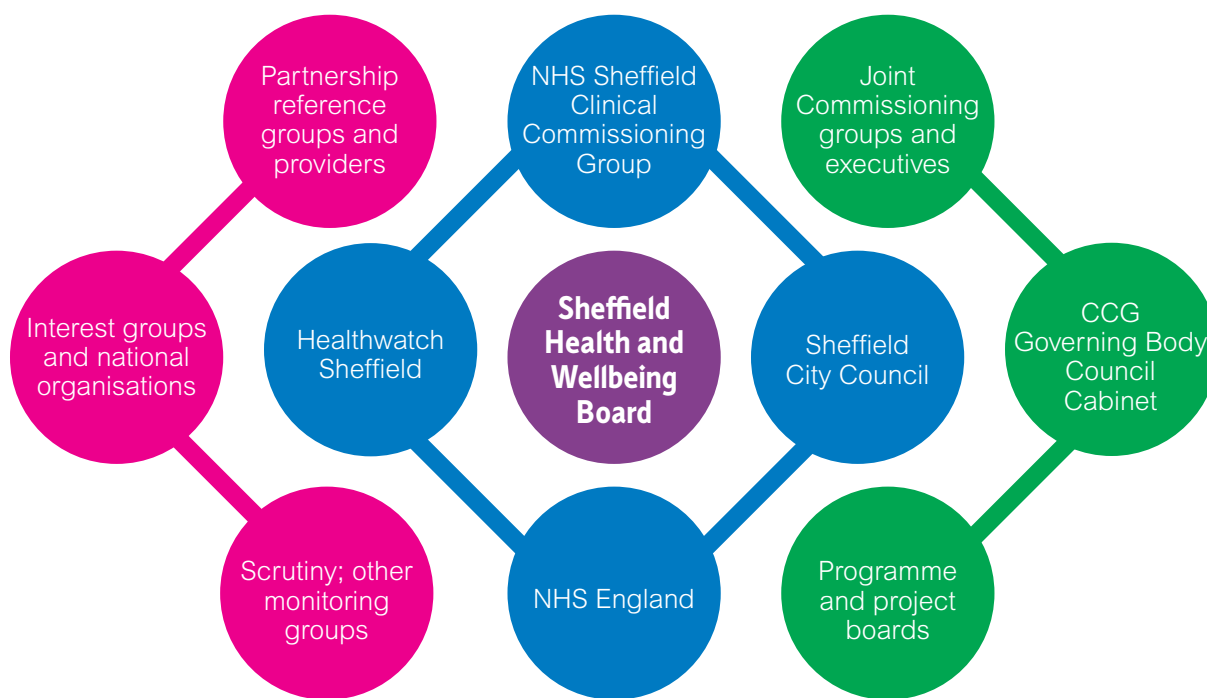 Partnership
reference
groups and
providers
NHS Sheffield
Clinical
Commissioning
Group
Joint
Commissioning
groups and
executives
Interest groups
and national
organisations
Healthwatch
Sheffield
Sheffield
Health and
Wellbeing
Board
Sheffield
City Council
CCG
Governing Body
Council
Cabinet
Scrutiny; other
monitoring
groups
NHS England
Programme
and project
boards